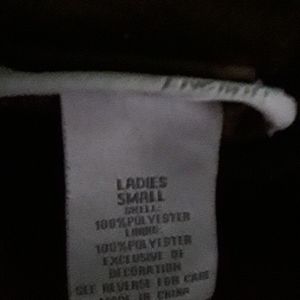 LADIES
SMALL
SHELL:
100%POLYESTER
LINING:
100%POLYESTER
EXCLUSIVE OF
DECORATION
SEE REVERSE FOR CARE
MADE IN CHINA